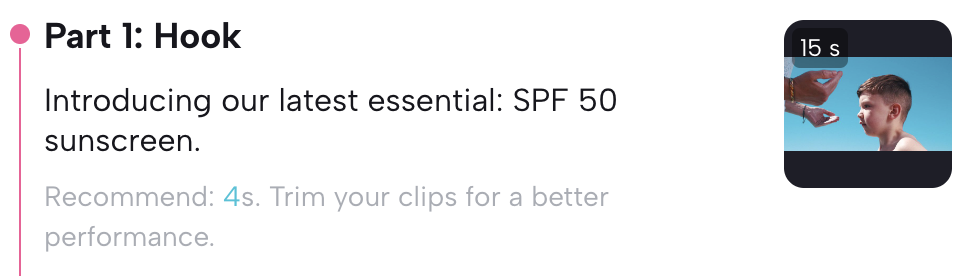 Part 1: Hook
15 s
Introducing our latest essential: SPF 50
sunscreen.
Recommend: 4s. Trim your clips for a better
performance.